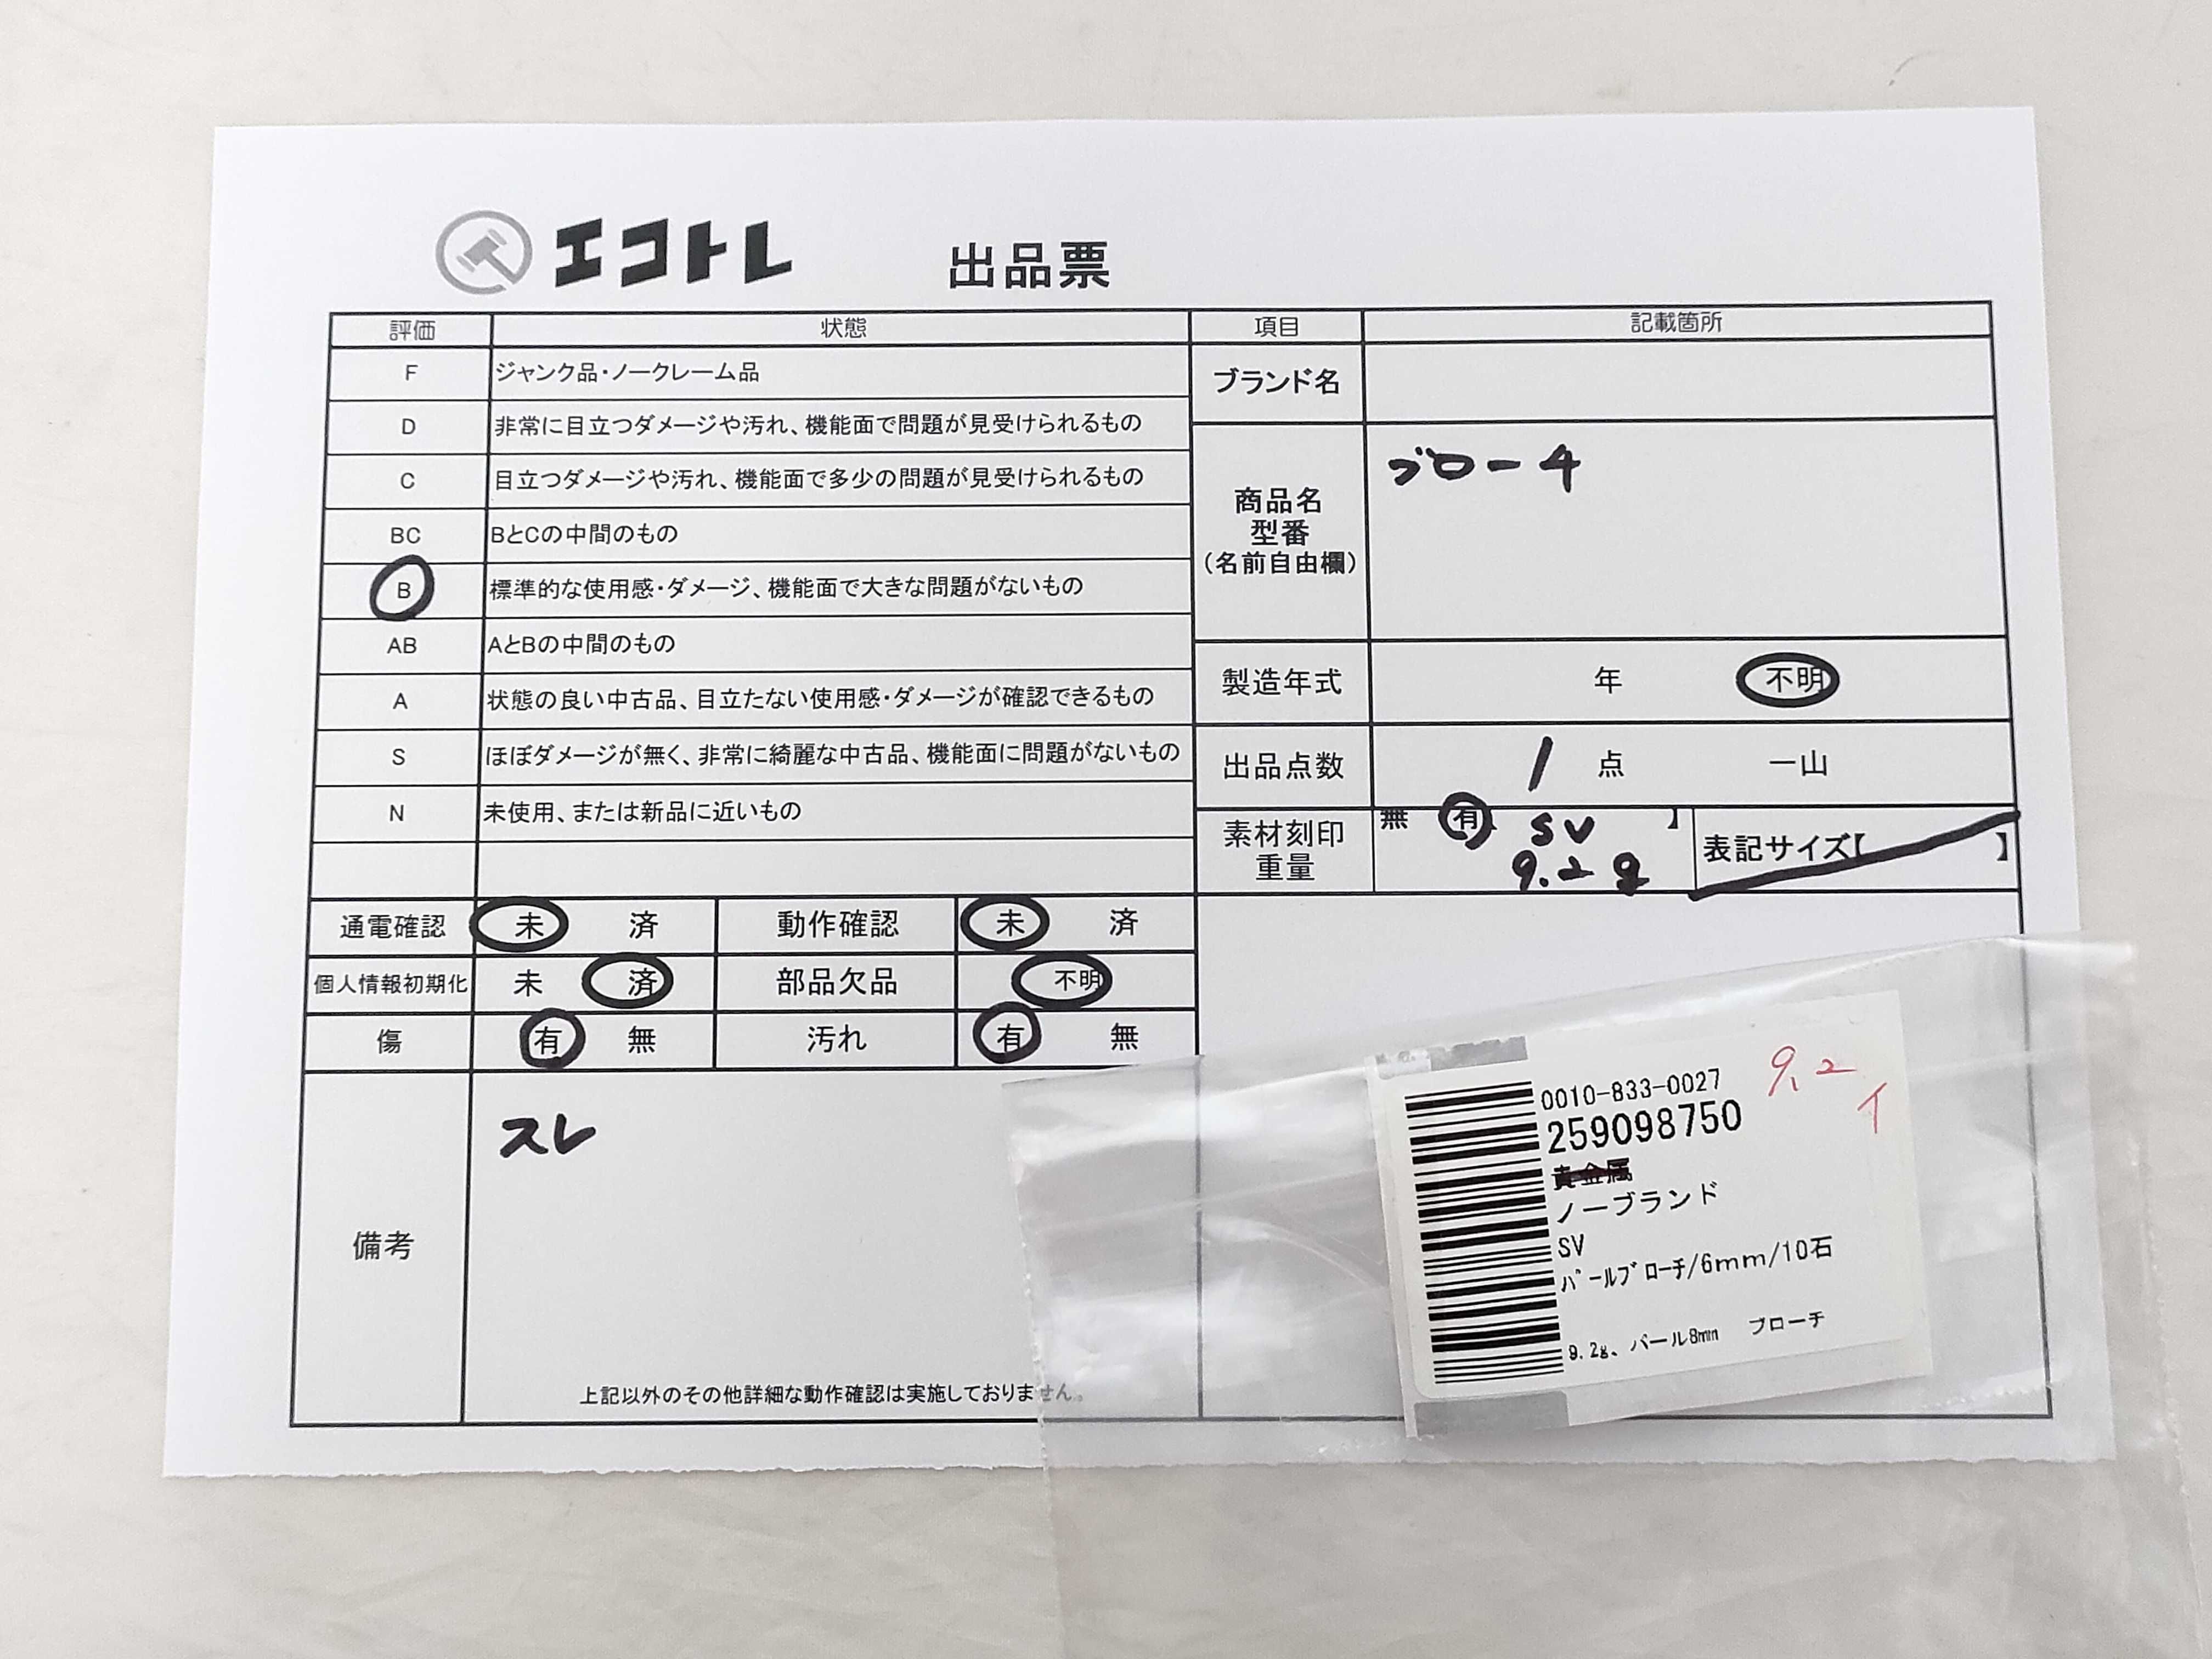 エコトレ 出品票
評価 状態 項目 記載箇所
F ジャンク品・ノークレーム品
D 非常に目立つダメージや汚れ、機能面で問題が見受けられるもの
C 目立つダメージや汚れ、機能面で多少の問題が見受けられるもの
BC BとCの中間のもの
B 標準的な使用感・ダメージ、機能面で大きな問題がないもの
AB AとBの中間のもの
A 状態の良い中古品、目立たない使用感・ダメージが確認できるもの
S ほぼダメージが無く、非常に綺麗な中古品、機能面に問題がないもの
N 未使用、または新品に近いもの
ブランド名
商品名
型番
(名前自由欄)
ブローチ
製造年式 年 不明
出品点数 1 点 一山
素材刻印
重量
無 有 SV 】
9.2g
表記サイズ【 】
通電確認 未 済 動作確認 未 済
個人情報初期化 未 済 部品欠品 不明
傷 有 無 汚れ 有 無
備考
スレ
上記以外のその他詳細な動作確認は実施しておりません。
0010-833-0027
9.2
259098750
貴金属
ノーブランド
SV
パールブローチ/6mm/10石
9.2g、パール8mm ブローチ